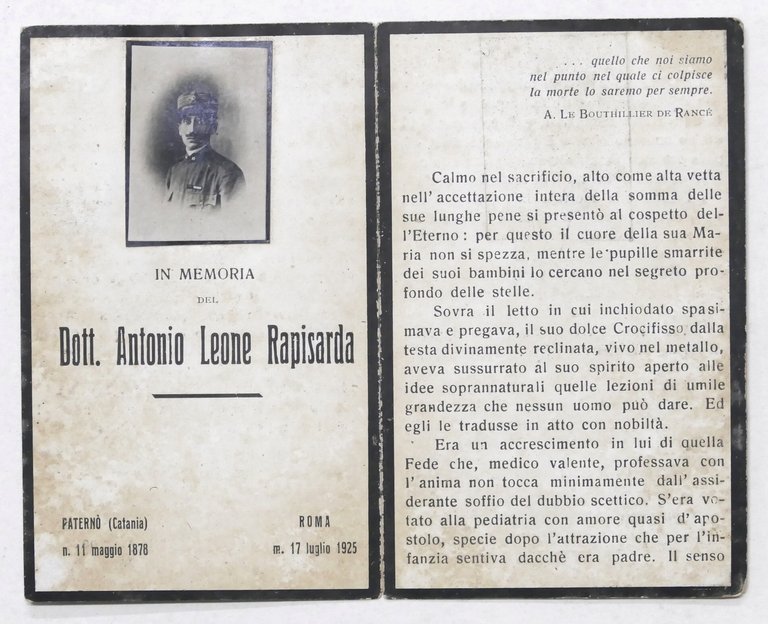 IN MEMORIA
DEL
Dott. Antonio Leone Rapisarda
PATERNÒ (Catania)
n. 11 maggio 1878
ROMA
m. 17 luglio 1925
. . . quello che noi siamo
nel punto nel quale ci colpisce
la morte lo saremo per sempre.
A. LE BOUTHILLIER DE RANCÉ
Calmo nel sacrificio, alto come alta vetta
nell'accettazione intera della somma delle
sue lunghe pene si presentò al cospetto del-
l'Eterno: per questo il cuore della sua Ma-
ria non si spezza, mentre le pupille smarrite
dei suoi bambini lo cercano nel segreto pro-
fondo delle stelle.
Sovra il letto in cui inchiodato spasi-
mava e pregava, il suo dolce Crocifisso, dalla
testa divinamente reclinata, vivo nel metallo,
aveva sussurrato al suo spirito aperto alle
idee soprannaturali quelle lezioni di umile
grandezza che nessun uomo può dare. Ed
egli le tradusse in atto con nobiltà.
Era un accrescimento in lui di quella
Fede che, medico valente, professava con
l'anima non tocca minimamente dall'assi-
derante soffio del dubbio scettico. S'era vo-
tato alla pediatria con amore quasi d'apo-
stolo, specie dopo l'attrazione che per l'in-
fanzia sentiva dacchè era padre. Il senso